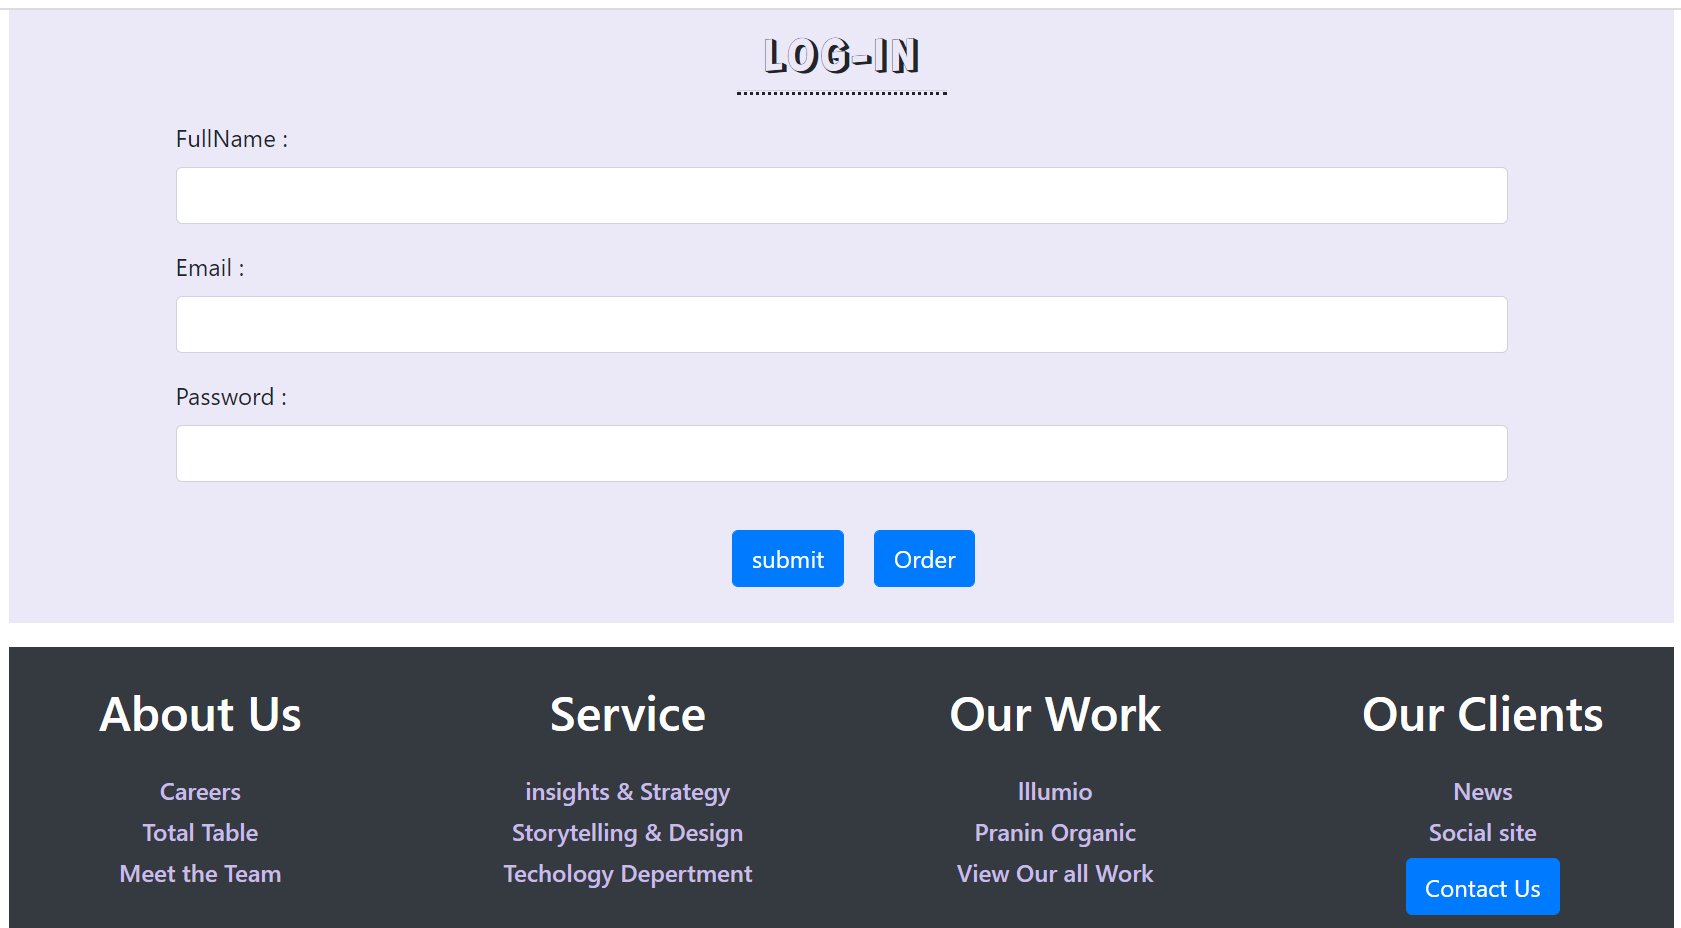 LOG-IN
FullName :
Email :
Password :
submit Order
About Us Service Our Work Our Clients
Careers insights & Strategy Illumio News
Total Table Storytelling & Design Pranin Organic Social site
Meet the Team Techology Depertment View Our all Work
Contact Us